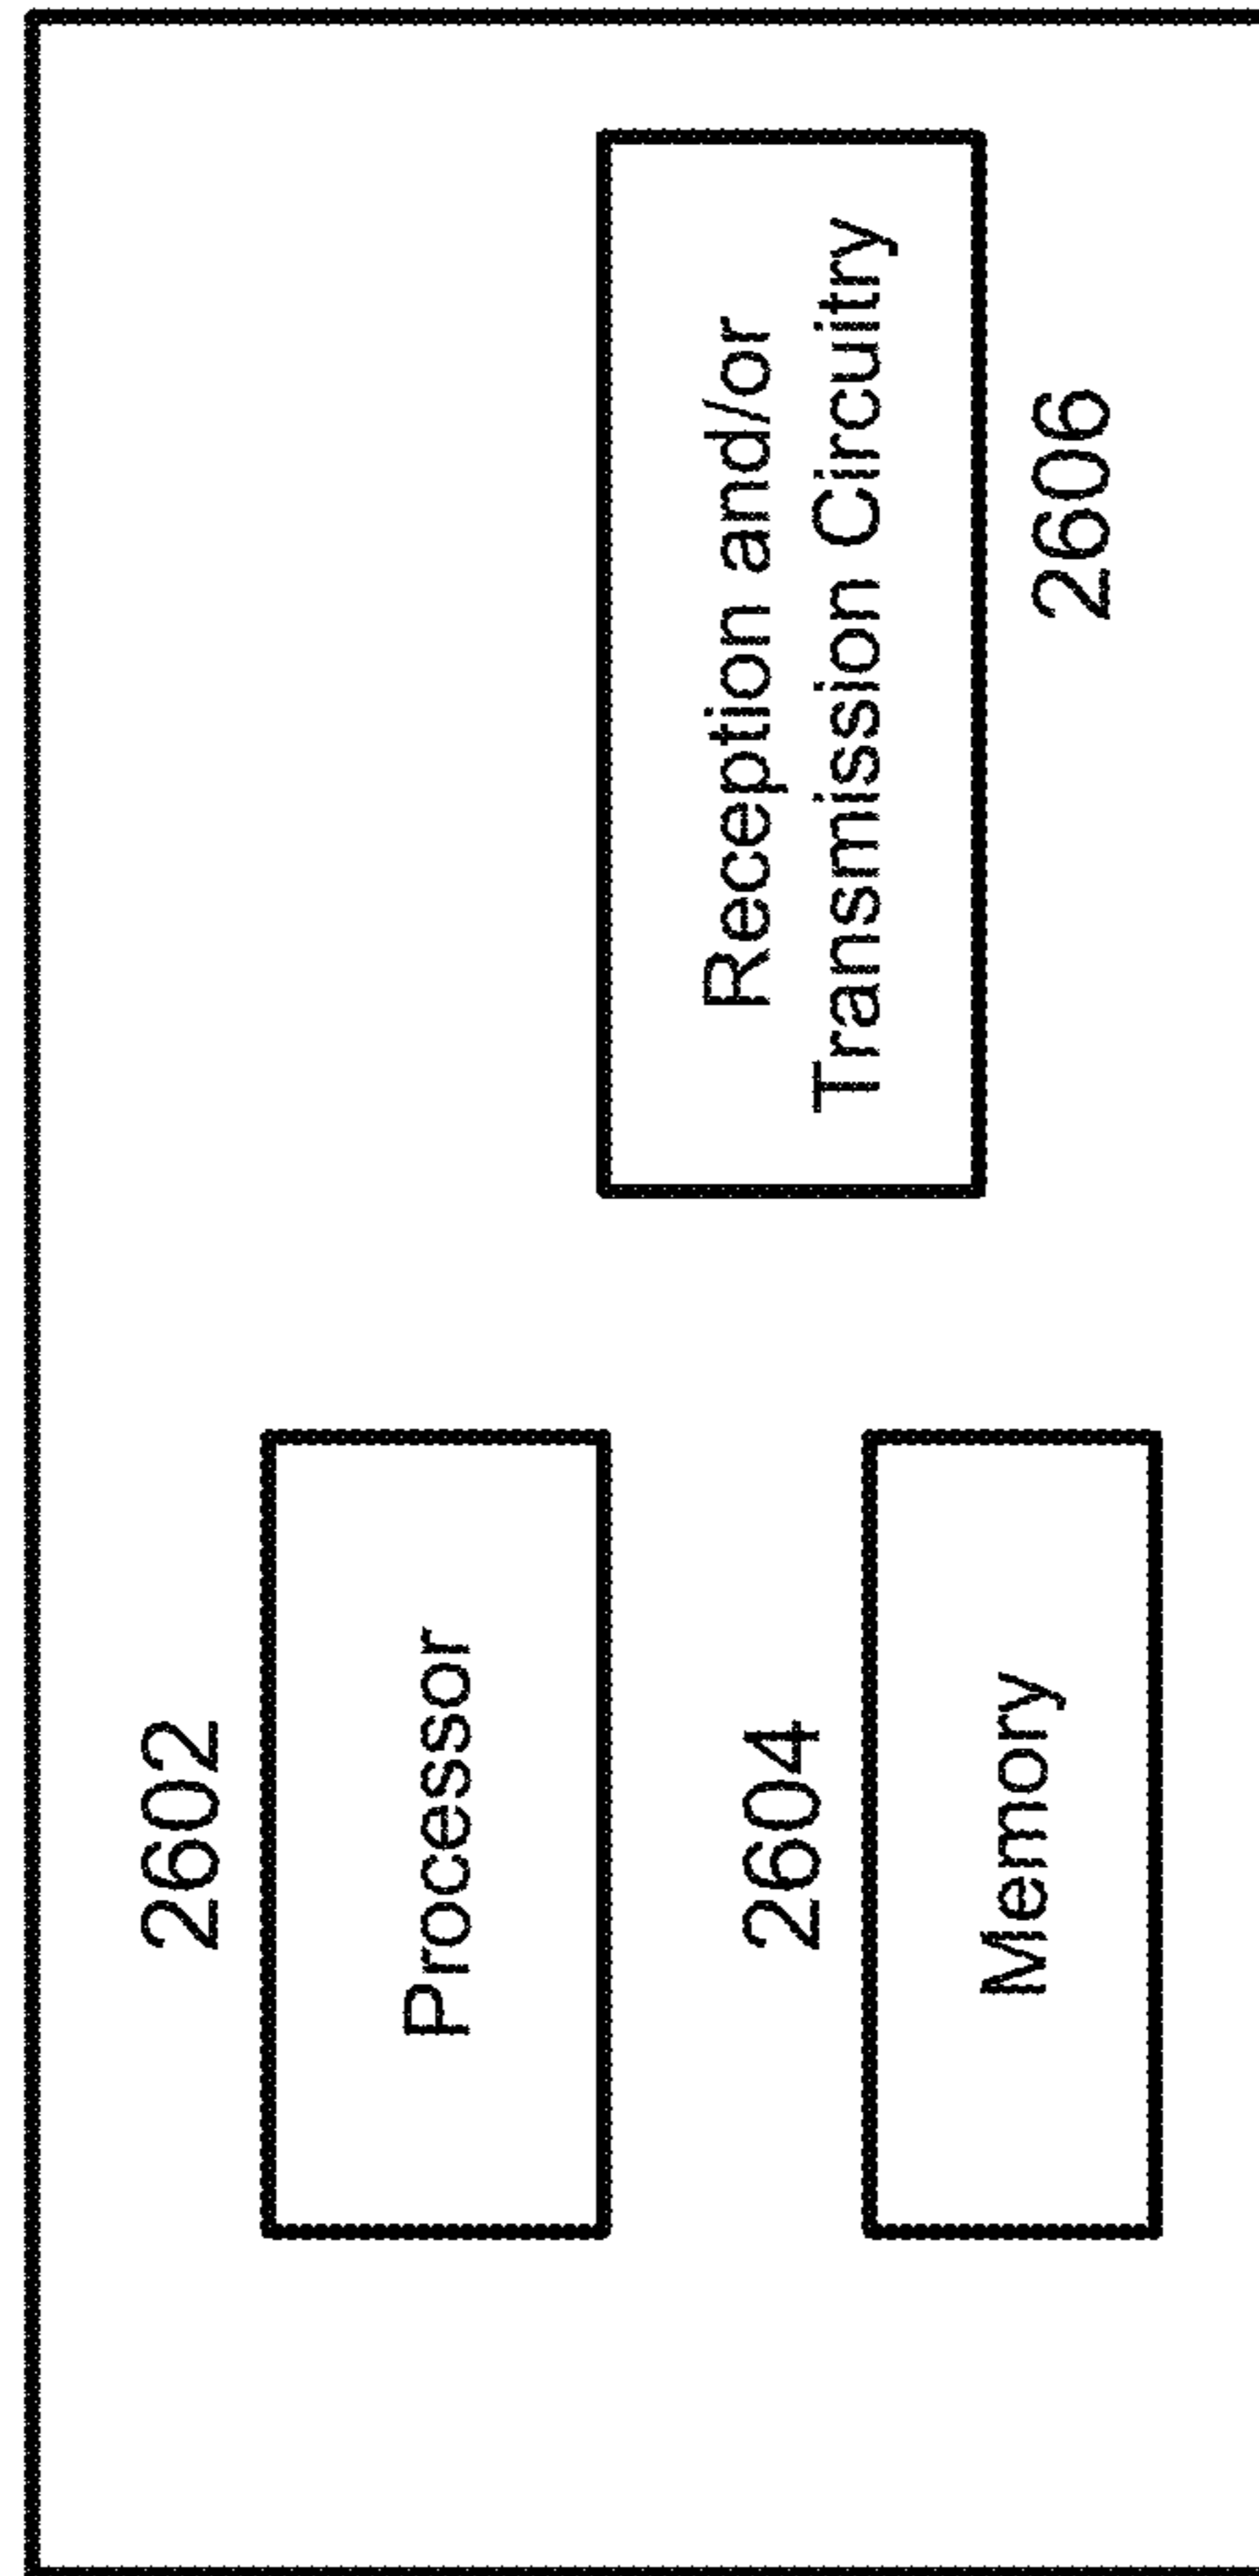 2602
Processor
2604
Memory
Reception and/or
Transmission Circuitry
2606